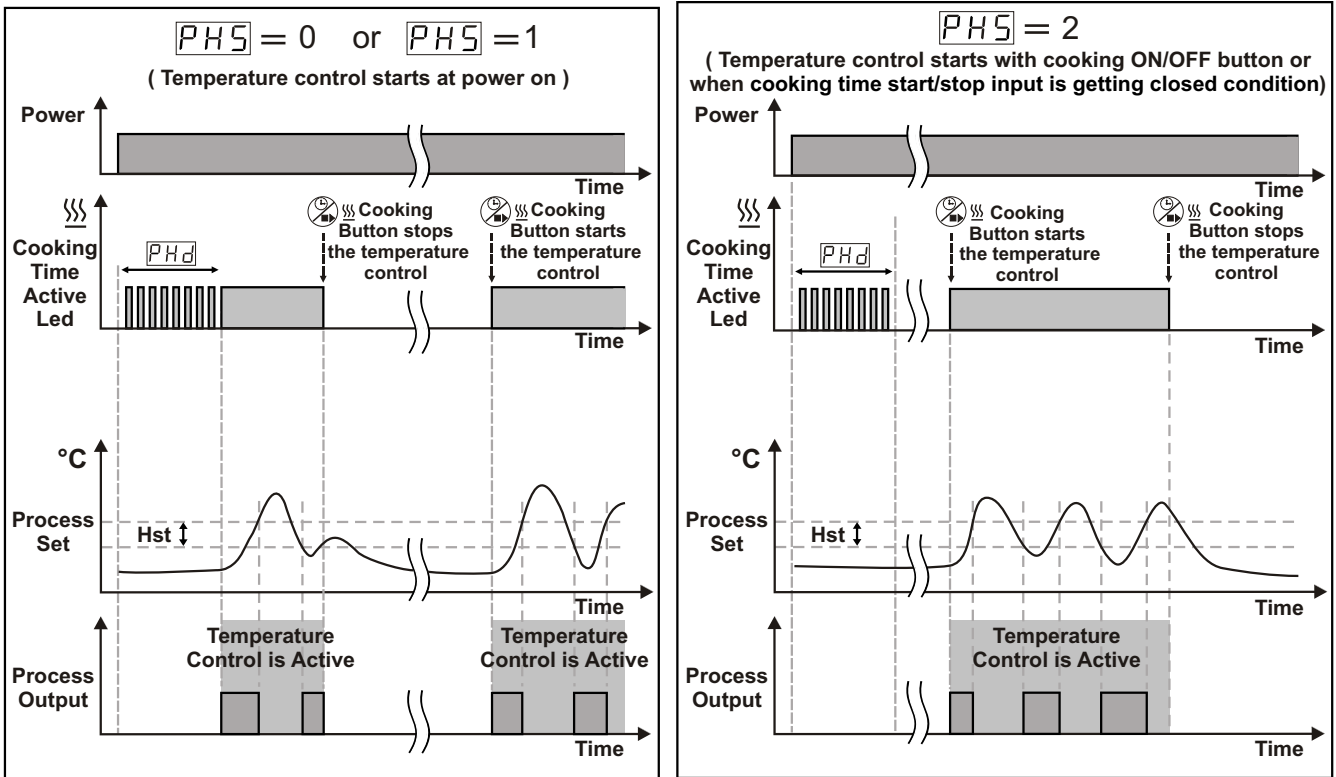 PHS = 0 or PHS = 1
( Temperature control starts at power on )
Power
Time
Cooking
Time
Active
Led
PHd
Cooking
Button stops
the temperature
control
Cooking
Button starts
the temperature
control
Time
°C
Process
Set
Hst
Time
Process
Output
Temperature
Control is Active
Temperature
Control is Active
Time
PHS = 2
( Temperature control starts with cooking ON/OFF button or
when cooking time start/stop input is getting closed condition)
Power
Time
Cooking
Time
Active
Led
PHd
Cooking
Button starts
the temperature
control
Cooking
Button stops
the temperature
control
Time
°C
Process
Set
Hst
Time
Process
Output
Temperature
Control is Active
Time